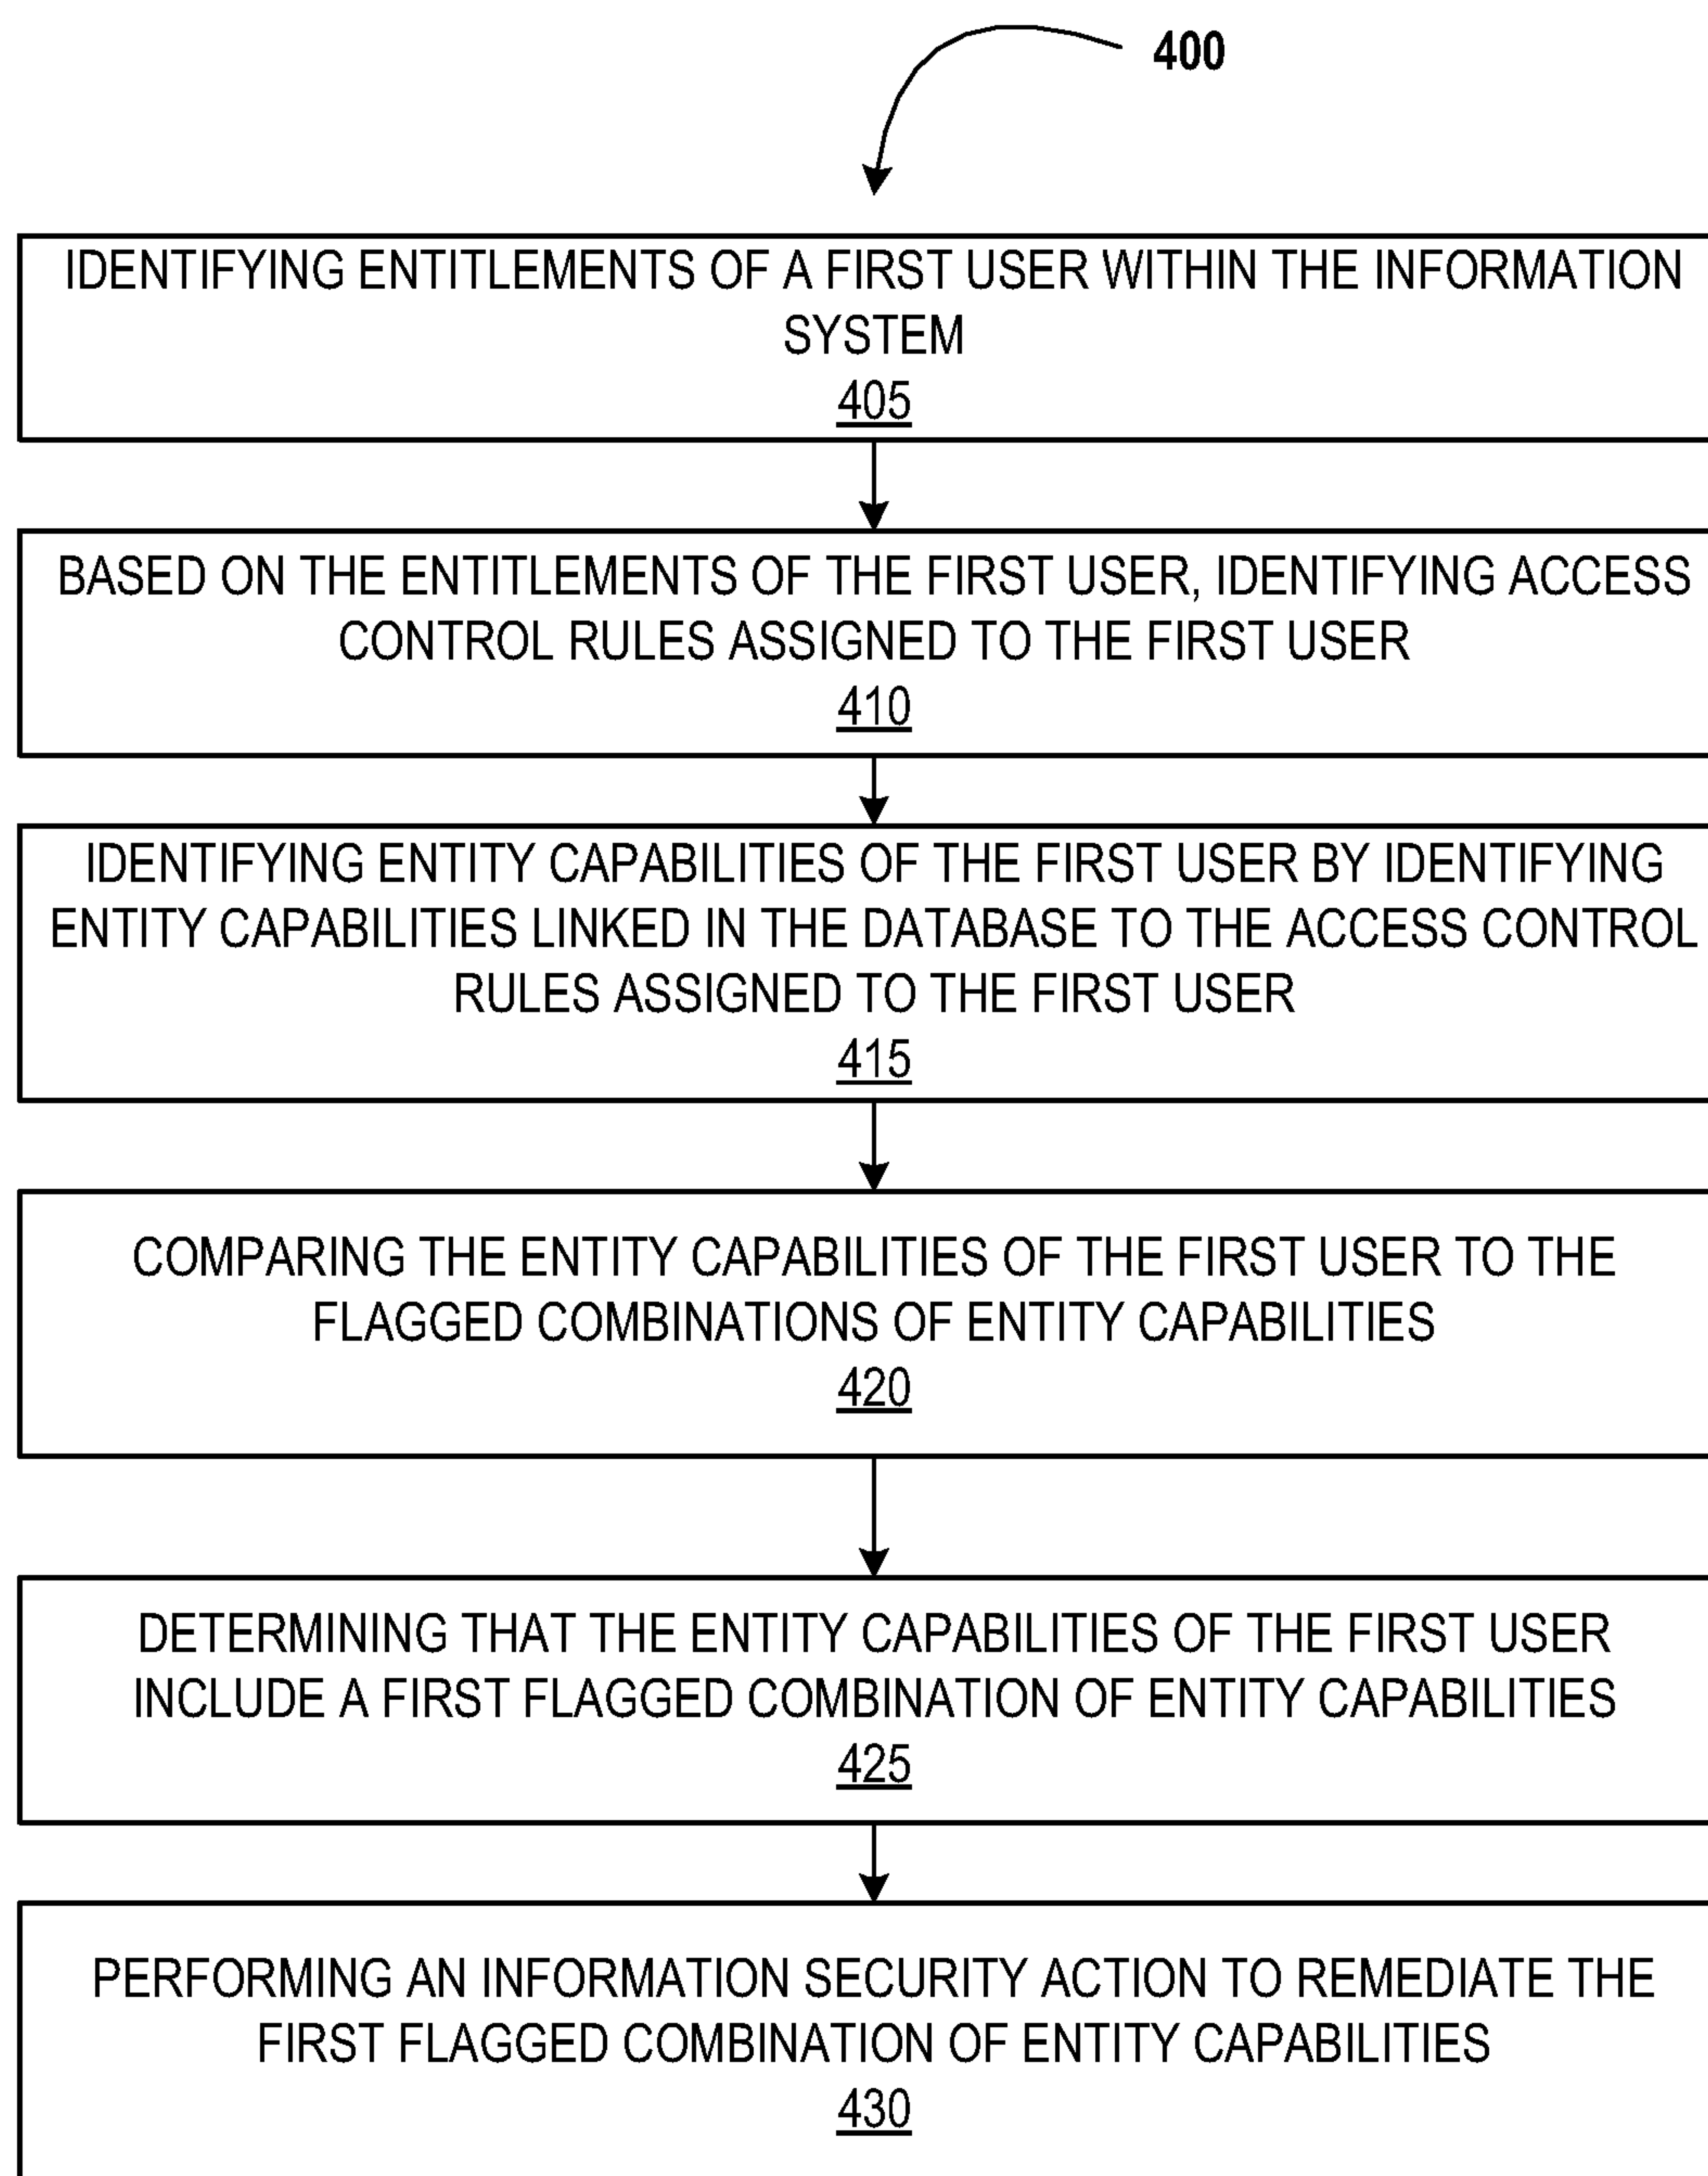 400
IDENTIFYING ENTITLEMENTS OF A FIRST USER WITHIN THE INFORMATION
SYSTEM
405
BASED ON THE ENTITLEMENTS OF THE FIRST USER, IDENTIFYING ACCESS
CONTROL RULES ASSIGNED TO THE FIRST USER
410
IDENTIFYING ENTITY CAPABILITIES OF THE FIRST USER BY IDENTIFYING
ENTITY CAPABILITIES LINKED IN THE DATABASE TO THE ACCESS CONTROL
RULES ASSIGNED TO THE FIRST USER
415
COMPARING THE ENTITY CAPABILITIES OF THE FIRST USER TO THE
FLAGGED COMBINATIONS OF ENTITY CAPABILITIES
420
DETERMINING THAT THE ENTITY CAPABILITIES OF THE FIRST USER
INCLUDE A FIRST FLAGGED COMBINATION OF ENTITY CAPABILITIES
425
PERFORMING AN INFORMATION SECURITY ACTION TO REMEDIATE THE
FIRST FLAGGED COMBINATION OF ENTITY CAPABILITIES
430